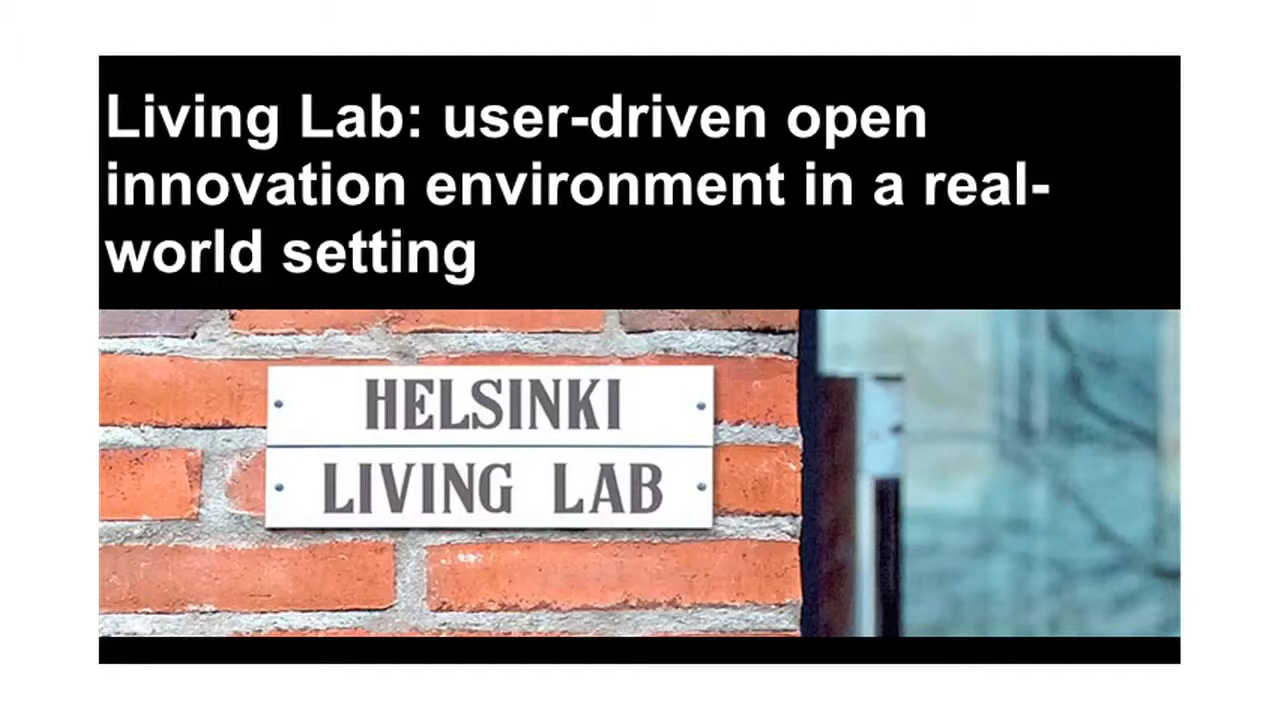 Living Lab: user-driven open
innovation environment in a real-
world setting
HELSINKI
LIVING LAB